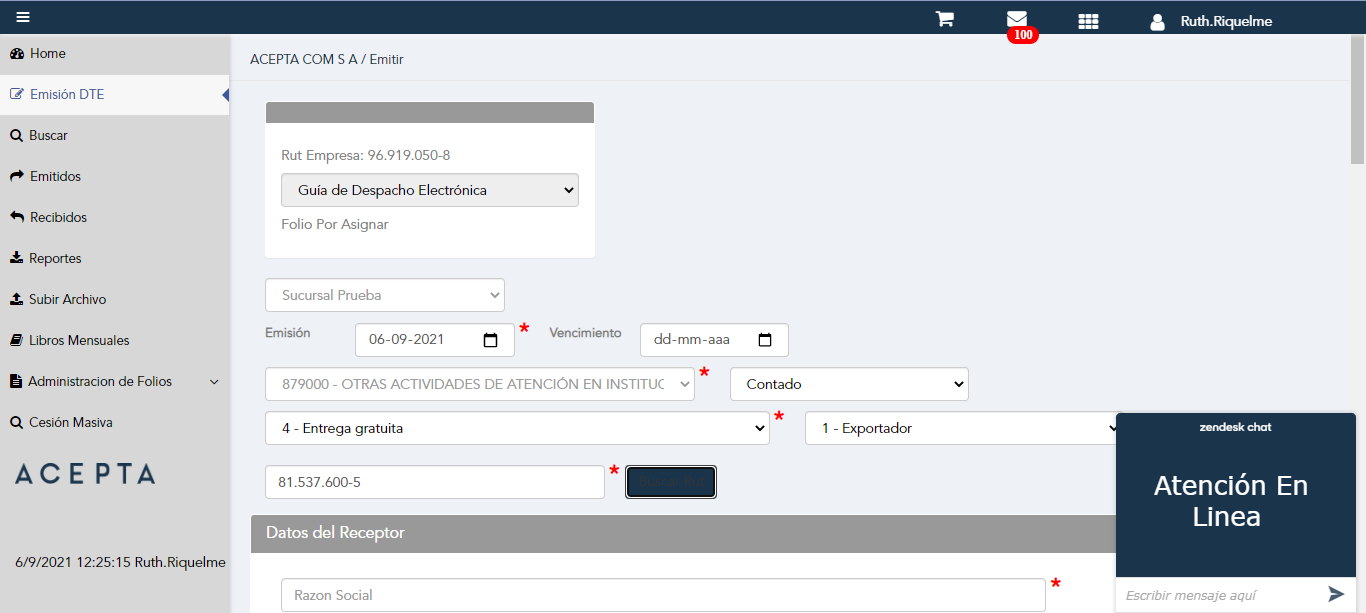 100
Ruth.Riquelme
Home
Emisión DTE
Buscar
Emitidos
Recibidos
Reportes
Subir Archivo
Libros Mensuales
Administracion de Folios
Cesión Masiva
ACEPTA
6/9/2021 12:25:15 Ruth.Riquelme
ACEPTA COM S A / Emitir
Rut Empresa: 96.919.050-8
Guía de Despacho Electrónica
Folio Por Asignar
Sucursal Prueba
Emisión 06-09-2021 * Vencimiento dd-mm-aaa
879000 - OTRAS ACTIVIDADES DE ATENCIÓN EN INSTITUC * Contado
4 - Entrega gratuita * 1 - Exportador
81.537.600-5 *
Datos del Receptor
Razon Social *
zendesk chat
Atención En
Linea
Escribir mensaje aquí